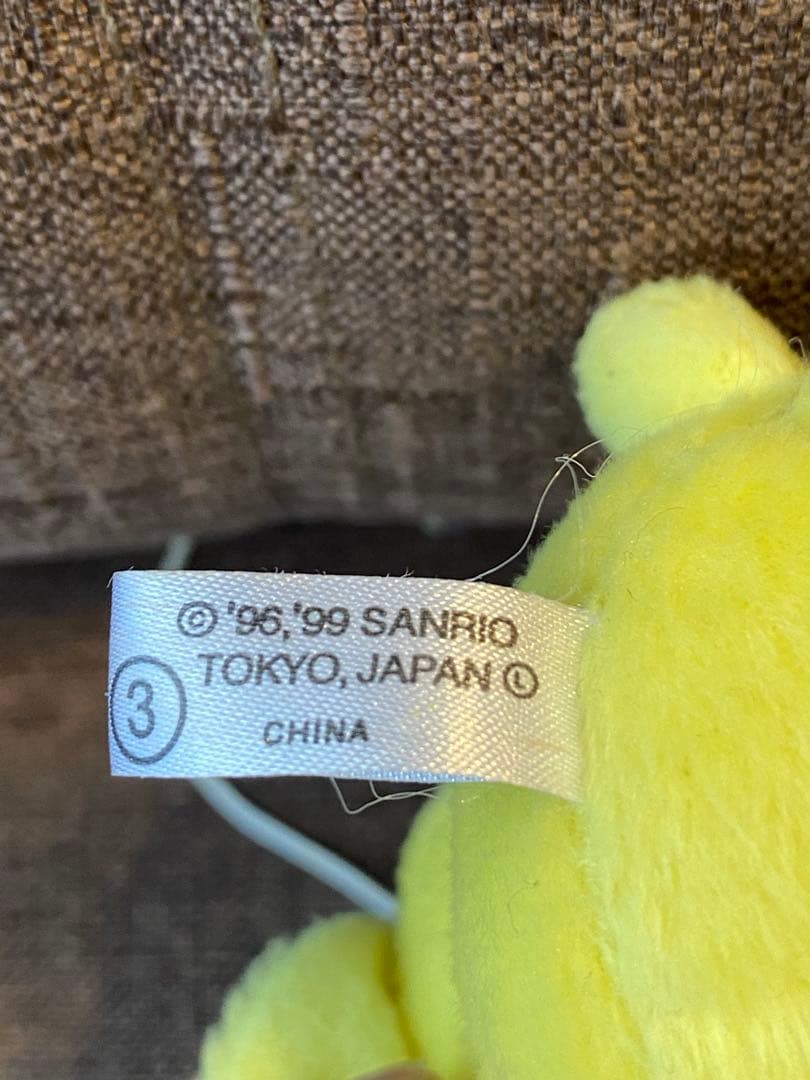 © '96,'99 SANRIO
TOKYO, JAPAN Ⓛ
③
CHINA